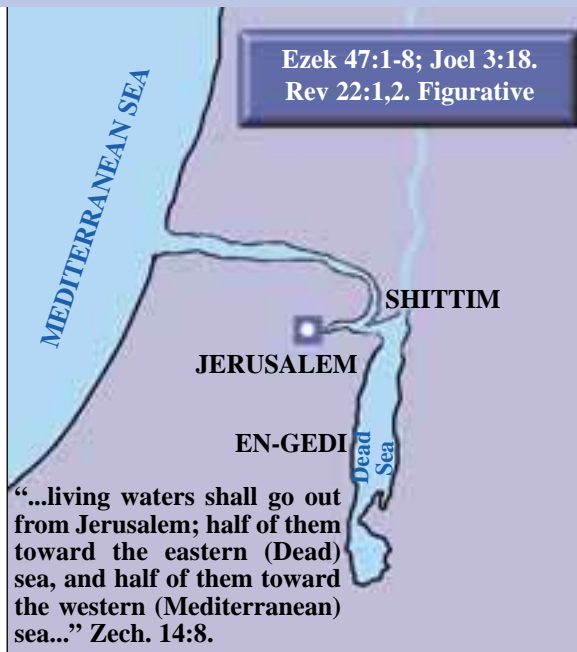 Ezek 47:1-8; Joel 3:18.
Rev 22:1,2. Figurative
MEDITERRANEAN SEA
SHITTIM
JERUSALEM
EN-GEDI
Dead
Sea
“...living waters shall go out
from Jerusalem; half of them
toward the eastern (Dead)
sea, and half of them toward
the western (Mediterranean)
sea...” Zech. 14:8.